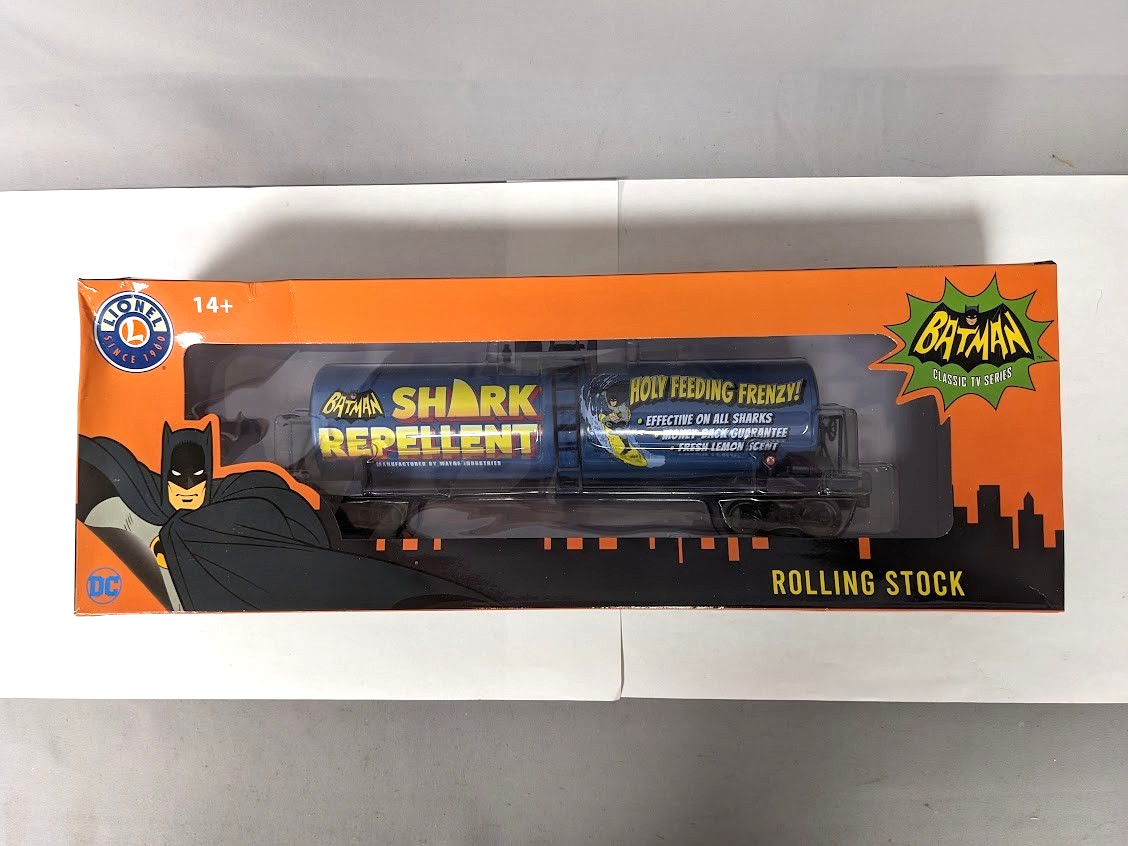 LIONEL
L
SINCE 1900
14+
BATMAN
™
CLASSIC TV SERIES
BATMAN
SHARK
REPELLENT
MANUFACTURED BY WAYNE INDUSTRIES
HOLY FEEDING FRENZY!
• EFFECTIVE ON ALL SHARKS
• MONEY-BACK GUARANTEE
• FRESH LEMON SCENT
DC
ROLLING STOCK